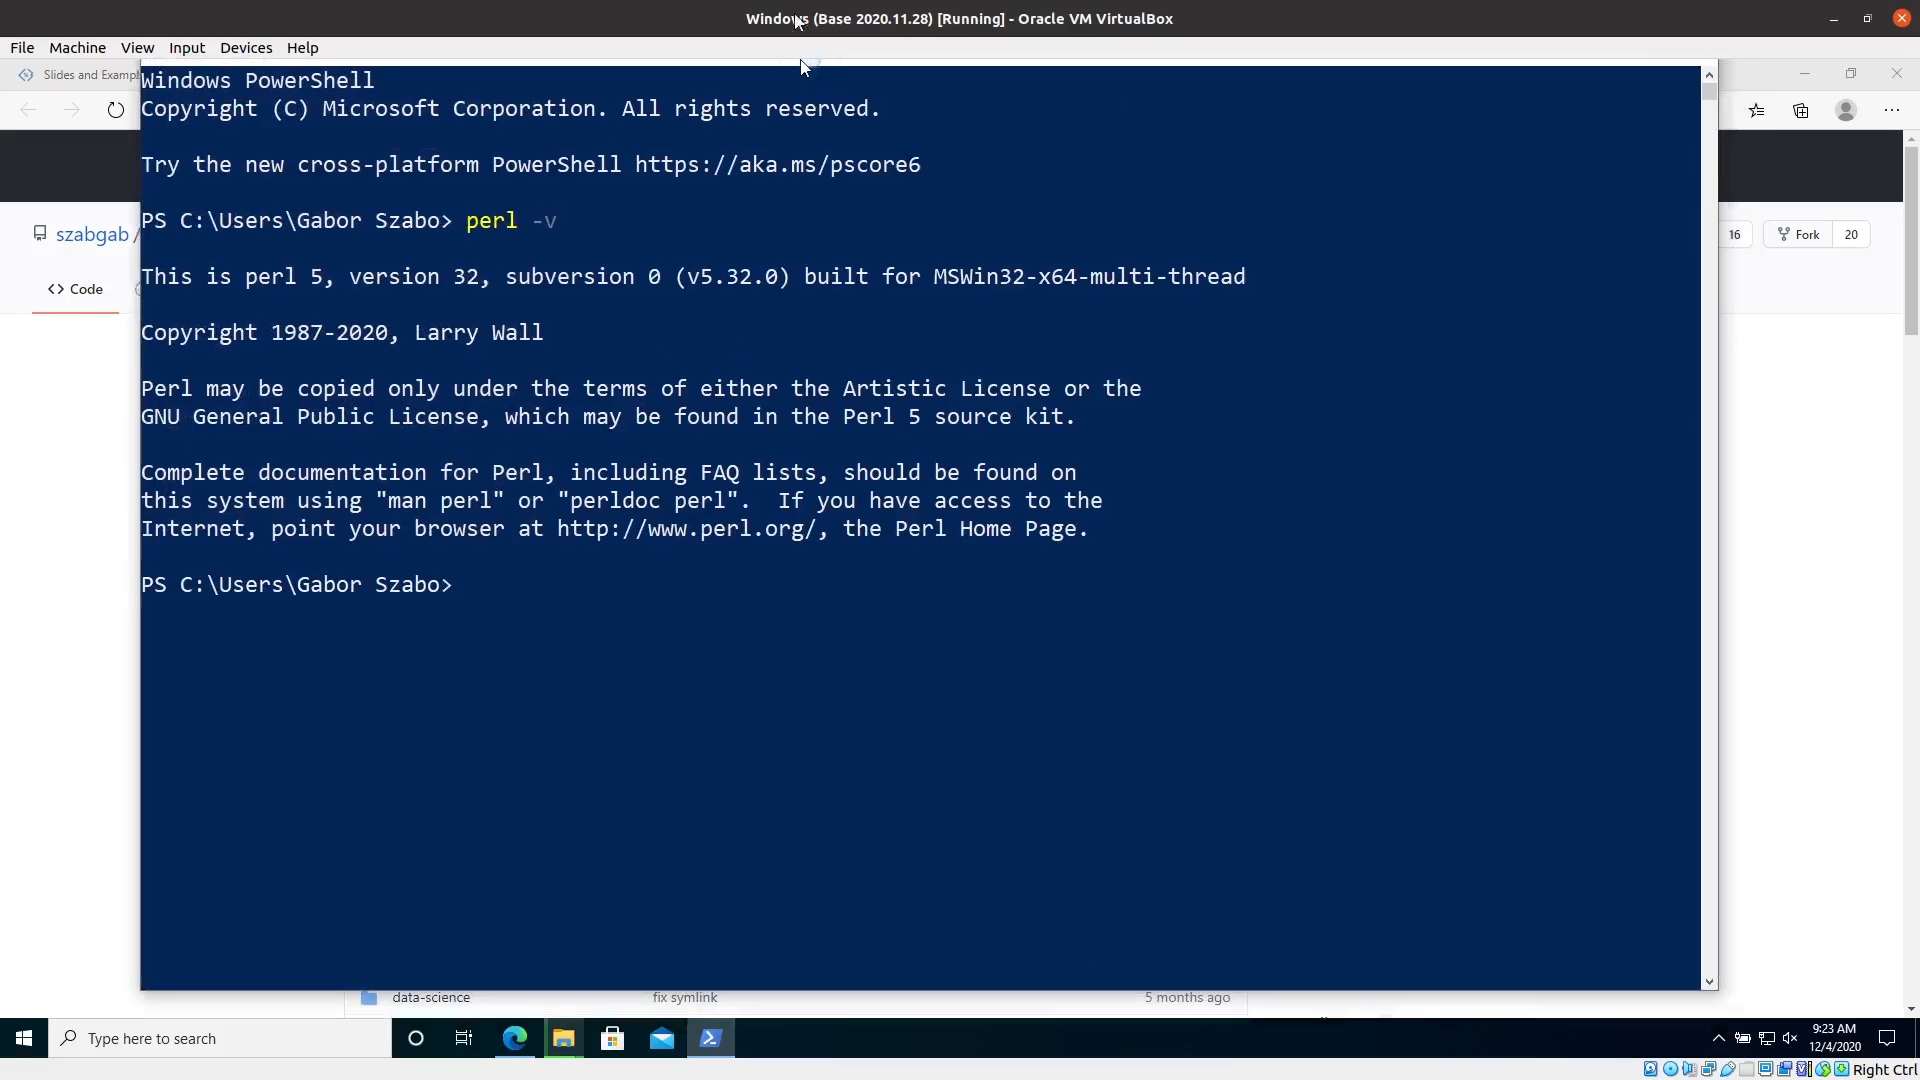 Windows (Base 2020.11.28) [Running] - Oracle VM VirtualBox
File Machine View Input Devices Help
Slides and Exampl
Windows PowerShell
Copyright (C) Microsoft Corporation. All rights reserved.
Try the new cross-platform PowerShell https://aka.ms/pscore6
PS C:\Users\Gabor Szabo> perl -v
szabgab /
16 Fork 20
This is perl 5, version 32, subversion 0 (v5.32.0) built for MSWin32-x64-multi-thread
<> Code
Copyright 1987-2020, Larry Wall
Perl may be copied only under the terms of either the Artistic License or the
GNU General Public License, which may be found in the Perl 5 source kit.
Complete documentation for Perl, including FAQ lists, should be found on
this system using "man perl" or "perldoc perl".  If you have access to the
Internet, point your browser at http://www.perl.org/, the Perl Home Page.
PS C:\Users\Gabor Szabo>
data-science fix symlink 5 months ago
Type here to search
9:23 AM
12/4/2020
Right Ctrl